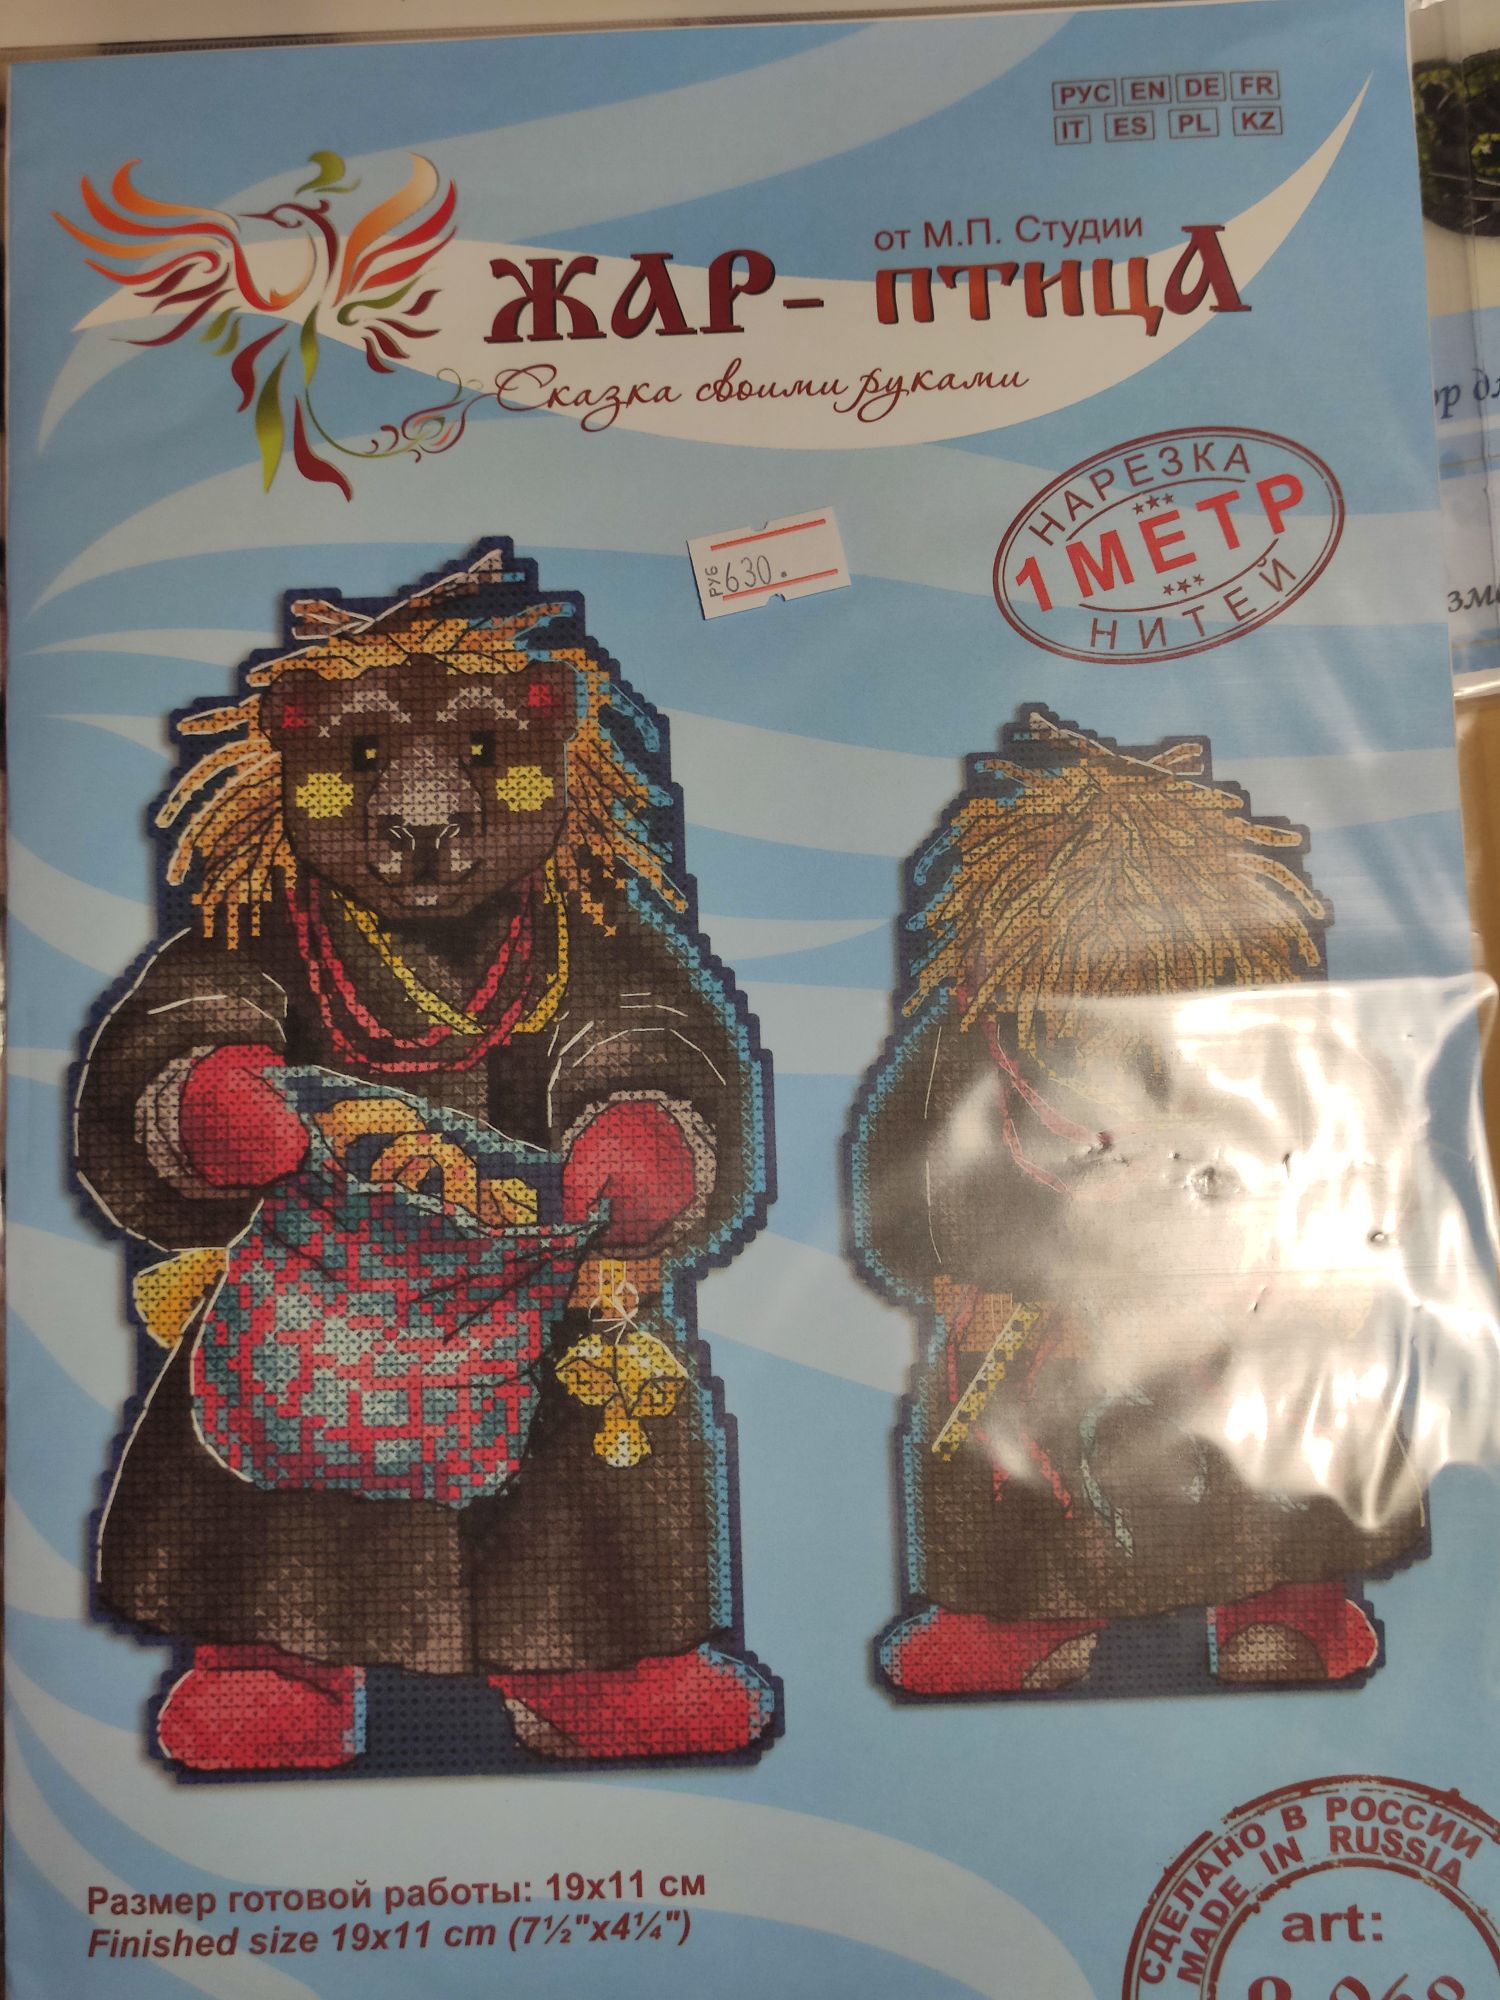 РУС EN DE FR
IT ES PL KZ
от М.П. Студии
ЖАР-ПТИЦА
Сказка своими руками
НАРЕЗКА
1 МЕТР
НИТЕЙ
РУБ 630.
ор
Размер готовой работы: 19х11 см
Finished size 19x11 cm (7½"x4¼")
СДЕЛАНО В РОССИИ
MADE IN RUSSIA
art: